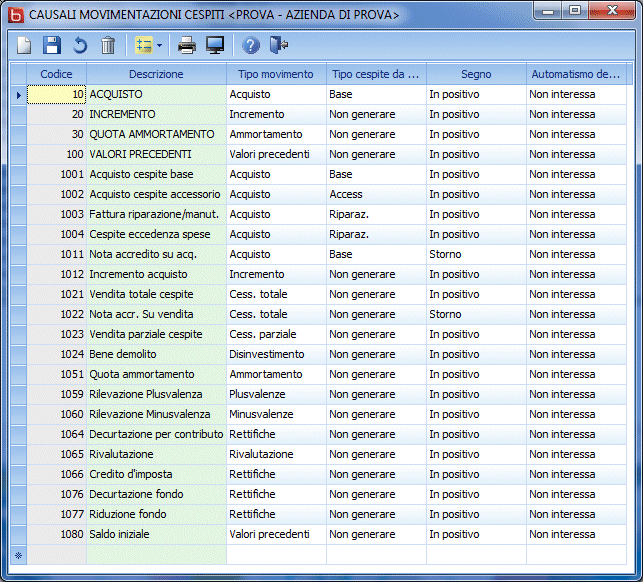 CAUSALI MOVIMENTAZIONI CESPITI <PROVA - AZIENDA DI PROVA>
Codice Descrizione Tipo movimento Tipo cespite da ... Segno Automatismo de...
10 ACQUISTO Acquisto Base In positivo Non interessa
20 INCREMENTO Incremento Non generare In positivo Non interessa
30 QUOTA AMMORTAMENTO Ammortamento Non generare In positivo Non interessa
100 VALORI PRECEDENTI Valori precedenti Non generare In positivo Non interessa
1001 Acquisto cespite base Acquisto Base In positivo Non interessa
1002 Acquisto cespite accessorio Acquisto Access In positivo Non interessa
1003 Fattura riparazione/manut. Acquisto Riparaz. In positivo Non interessa
1004 Cespite eccedenza spese Acquisto Riparaz. In positivo Non interessa
1011 Nota accredito su acq. Acquisto Base Storno Non interessa
1012 Incremento acquisto Incremento Non generare In positivo Non interessa
1021 Vendita totale cespite Cess. totale Non generare In positivo Non interessa
1022 Nota accr. Su vendita Cess. totale Non generare Storno Non interessa
1023 Vendita parziale cespite Cess. parziale Non generare In positivo Non interessa
1024 Bene demolito Disinvestimento Non generare In positivo Non interessa
1051 Quota ammortamento Ammortamento Non generare In positivo Non interessa
1059 Rilevazione Plusvalenza Plusvalenze Non generare In positivo Non interessa
1060 Rilevazione Minusvalenza Minusvalenze Non generare In positivo Non interessa
1064 Decurtazione per contributo Rettifiche Non generare In positivo Non interessa
1065 Rivalutazione Rivalutazione Non generare In positivo Non interessa
1066 Credito d'imposta Rettifiche Non generare In positivo Non interessa
1076 Decurtazione fondo Rettifiche Non generare In positivo Non interessa
1077 Riduzione fondo Rettifiche Non generare In positivo Non interessa
1080 Saldo iniziale Valori precedenti Non generare In positivo Non interessa